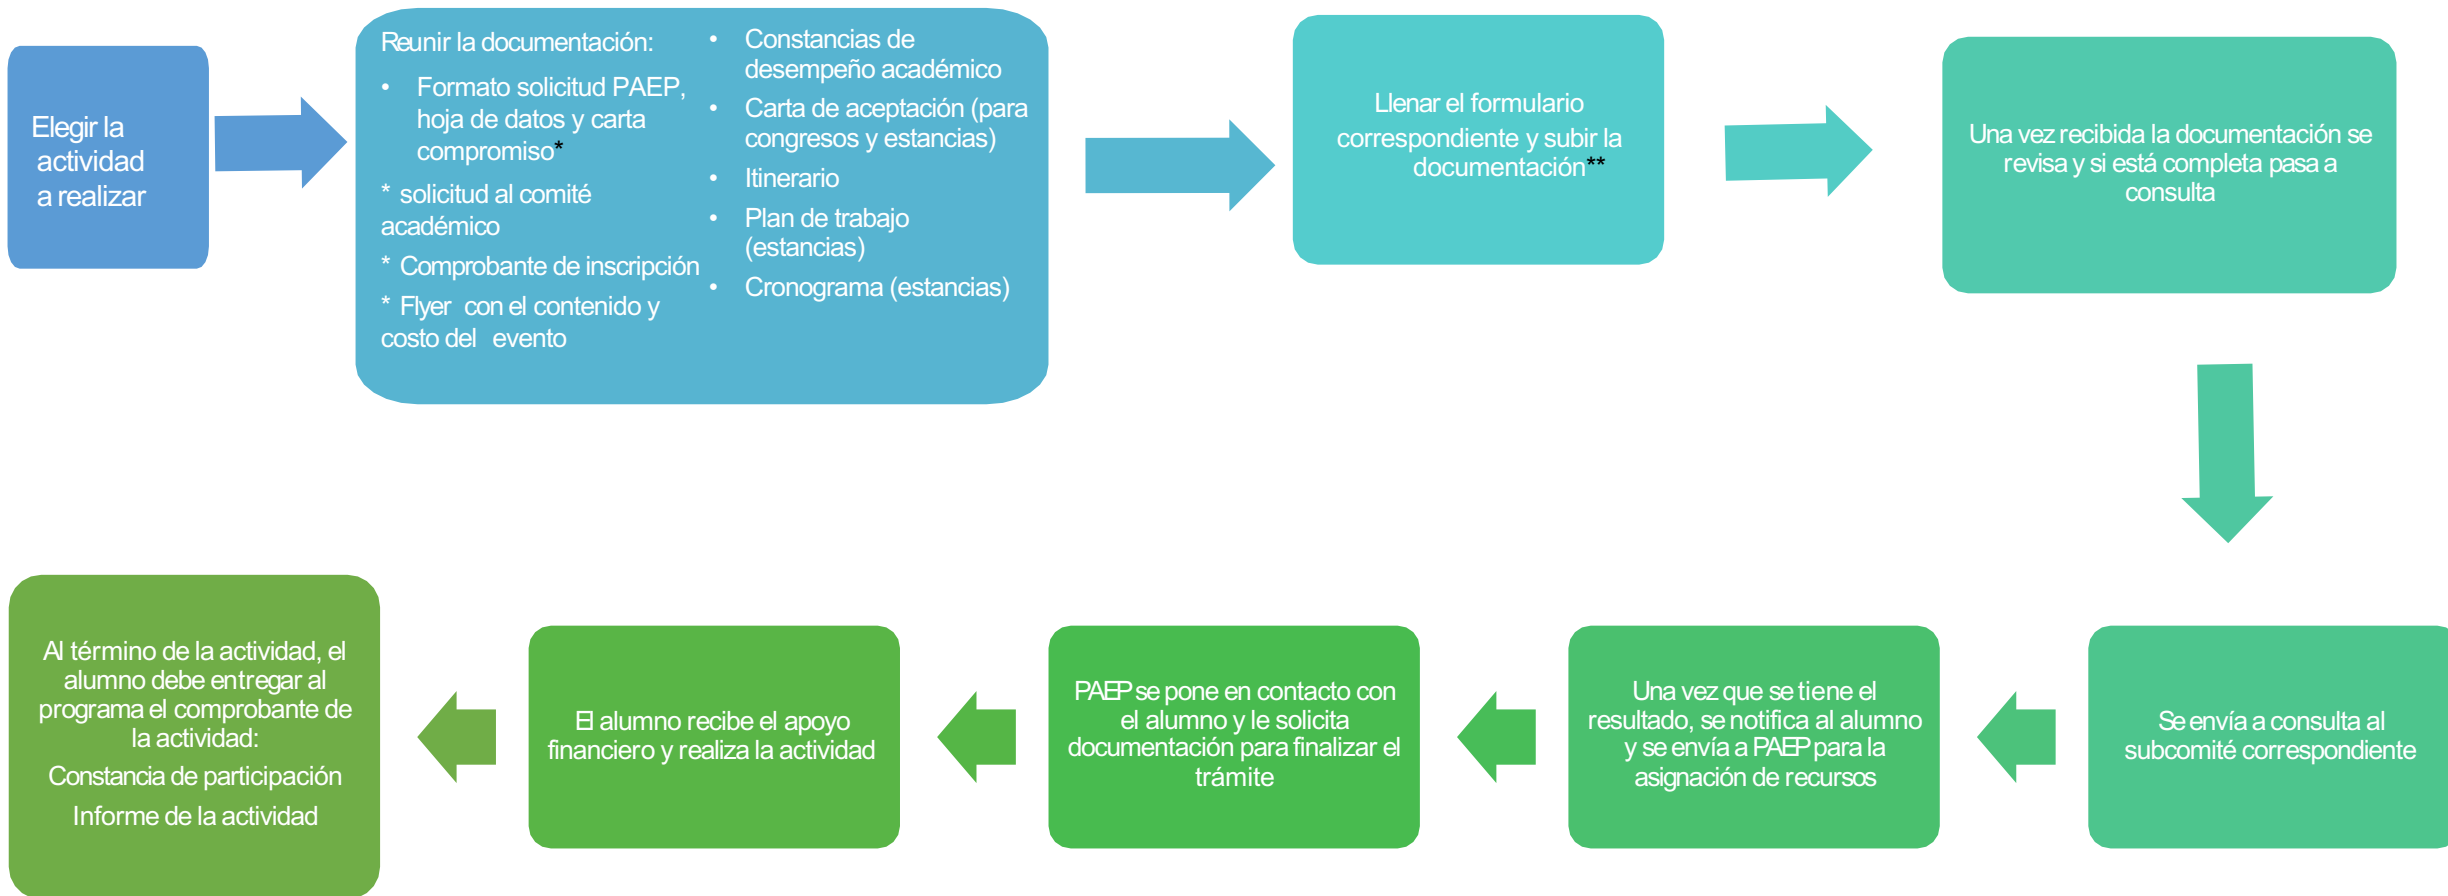 Elegir la
actividad
a realizar
Reunir la documentación:
• Formato solicitud PAEP,
hoja de datos y carta
compromiso*
* solicitud al comité
académico
* Comprobante de inscripción
* Flyer con el contenido y
costo del evento
• Constancias de
desempeño académico
• Carta de aceptación (para
congresos y estancias)
• Itinerario
• Plan de trabajo
(estancias)
• Cronograma (estancias)
Llenar el formulario
correspondiente y subir la
documentación**
Una vez recibida la documentación se
revisa y si está completa pasa a
consulta
Se envía a consulta al
subcomité correspondiente
Una vez que se tiene el
resultado, se notifica al alumno
y se envía a PAEP para la
asignación de recursos
PAEP se pone en contacto con
el alumno y le solicita
documentación para finalizar el
trámite
El alumno recibe el apoyo
financiero y realiza la actividad
Al término de la actividad, el
alumno debe entregar al
programa el comprobante de
la actividad:
Constancia de participación
Informe de la actividad